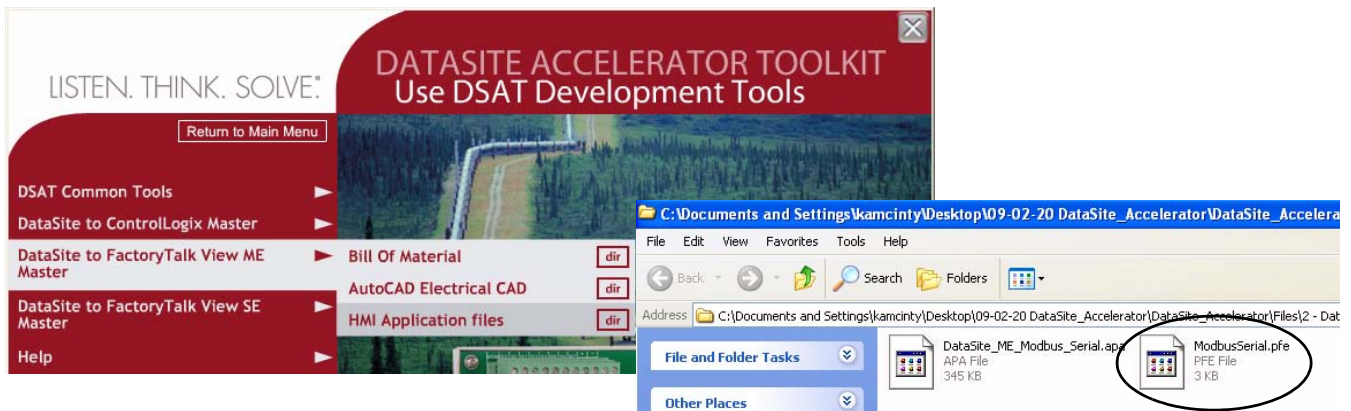 LISTEN. THINK. SOLVE.®
DATASITE ACCELERATOR TOOLKIT
Use DSAT Development Tools
Return to Main Menu
DSAT Common Tools
DataSite to ControlLogix Master
DataSite to FactoryTalk View ME
Master
DataSite to FactoryTalk View SE
Master
Help
Bill Of Material dir
AutoCAD Electrical CAD dir
HMI Application files dir
C:\Documents and Settings\kamcinty\Desktop\09-02-20 DataSite_Accelerator\DataSite_Accelera
File Edit View Favorites Tools Help
Back Search Folders
Address C:\Documents and Settings\kamcinty\Desktop\09-02-20 DataSite_Accelerator\DataSite_Accelerator\Files\2 - Dat
File and Folder Tasks
Other Places
DataSite_ME_Modbus_Serial.apa
APA File
345 KB
ModbusSerial.pfe
PFE File
3 KB